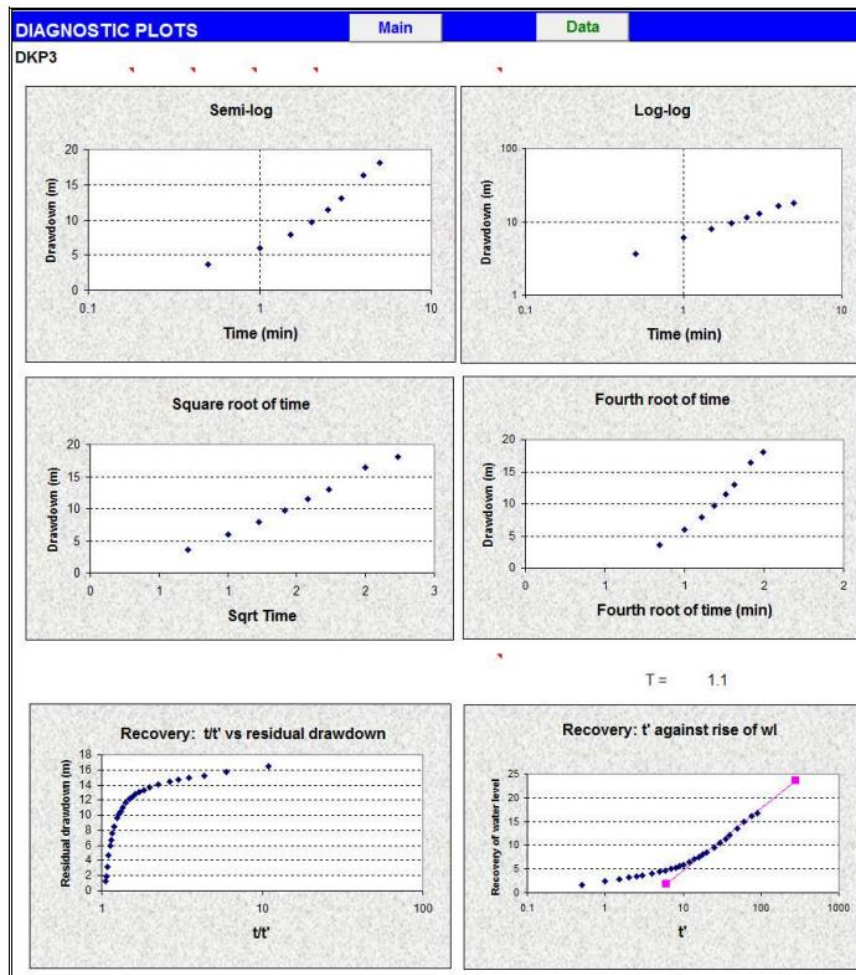 DIAGNOSTIC PLOTS Main Data
DKP3
Semi-log
20
15
10
5
0
0.1 1 10
Drawdown (m)
Time (min)
Log-log
100
10
1
0.1 1 10
Drawdown (m)
Time (min)
Square root of time
20
15
10
5
0
0 1 1 2 2 3
Drawdown (m)
Sqrt Time
Fourth root of time
20
15
10
5
0
0 1 1 2 2
Drawdown (m)
Fourth root of time (min)
T = 1.1
Recovery: t/t' vs residual drawdown
18
16
14
12
10
8
6
4
2
0
1 10 100
Residual drawdown (m)
t/t'
Recovery: t' against rise of wl
25
20
15
10
5
0
0.1 1 10 100 1000
Recovery of water level
t'